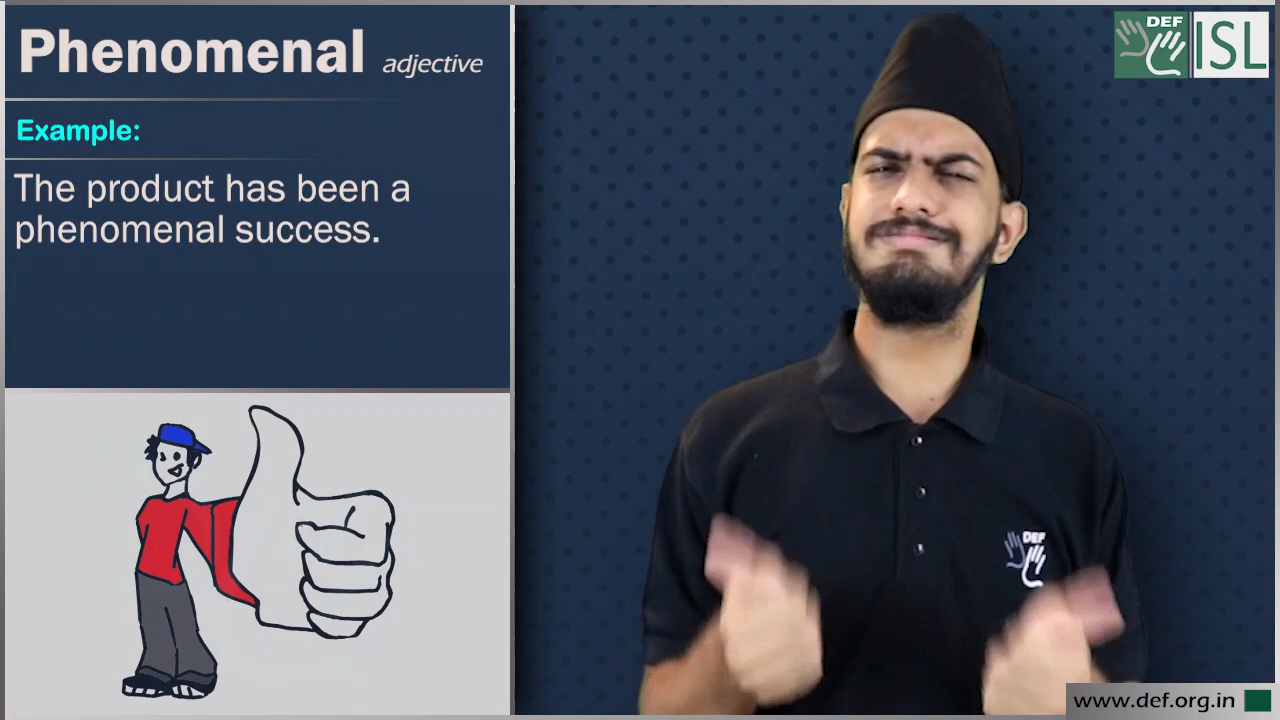 Phenomenal adjective
Example:
The product has been a
phenomenal success.
DEF
ISL
DEF
www.def.org.in